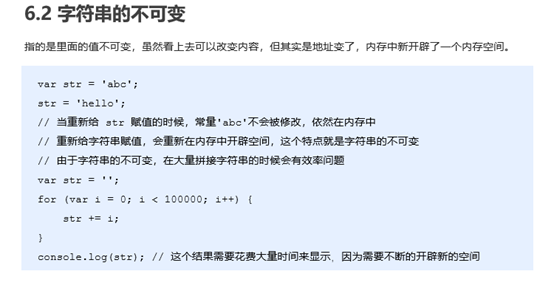 6.2 字符串的不可变
指的是里面的值不可变，虽然看上去可以改变内容，但其实是地址变了，内存中新开辟了一个内存空间。
var str = 'abc';
str = 'hello';
// 当重新给 str 赋值的时候，常量'abc'不会被修改，依然在内存中
// 重新给字符串赋值，会重新在内存中开辟空间，这个特点就是字符串的不可变
// 由于字符串的不可变，在大量拼接字符串的时候会有效率问题
var str = '';
for (var i = 0; i < 100000; i++) {
    str += i;
}
console.log(str); // 这个结果需要花费大量时间来显示，因为需要不断的开辟新的空间